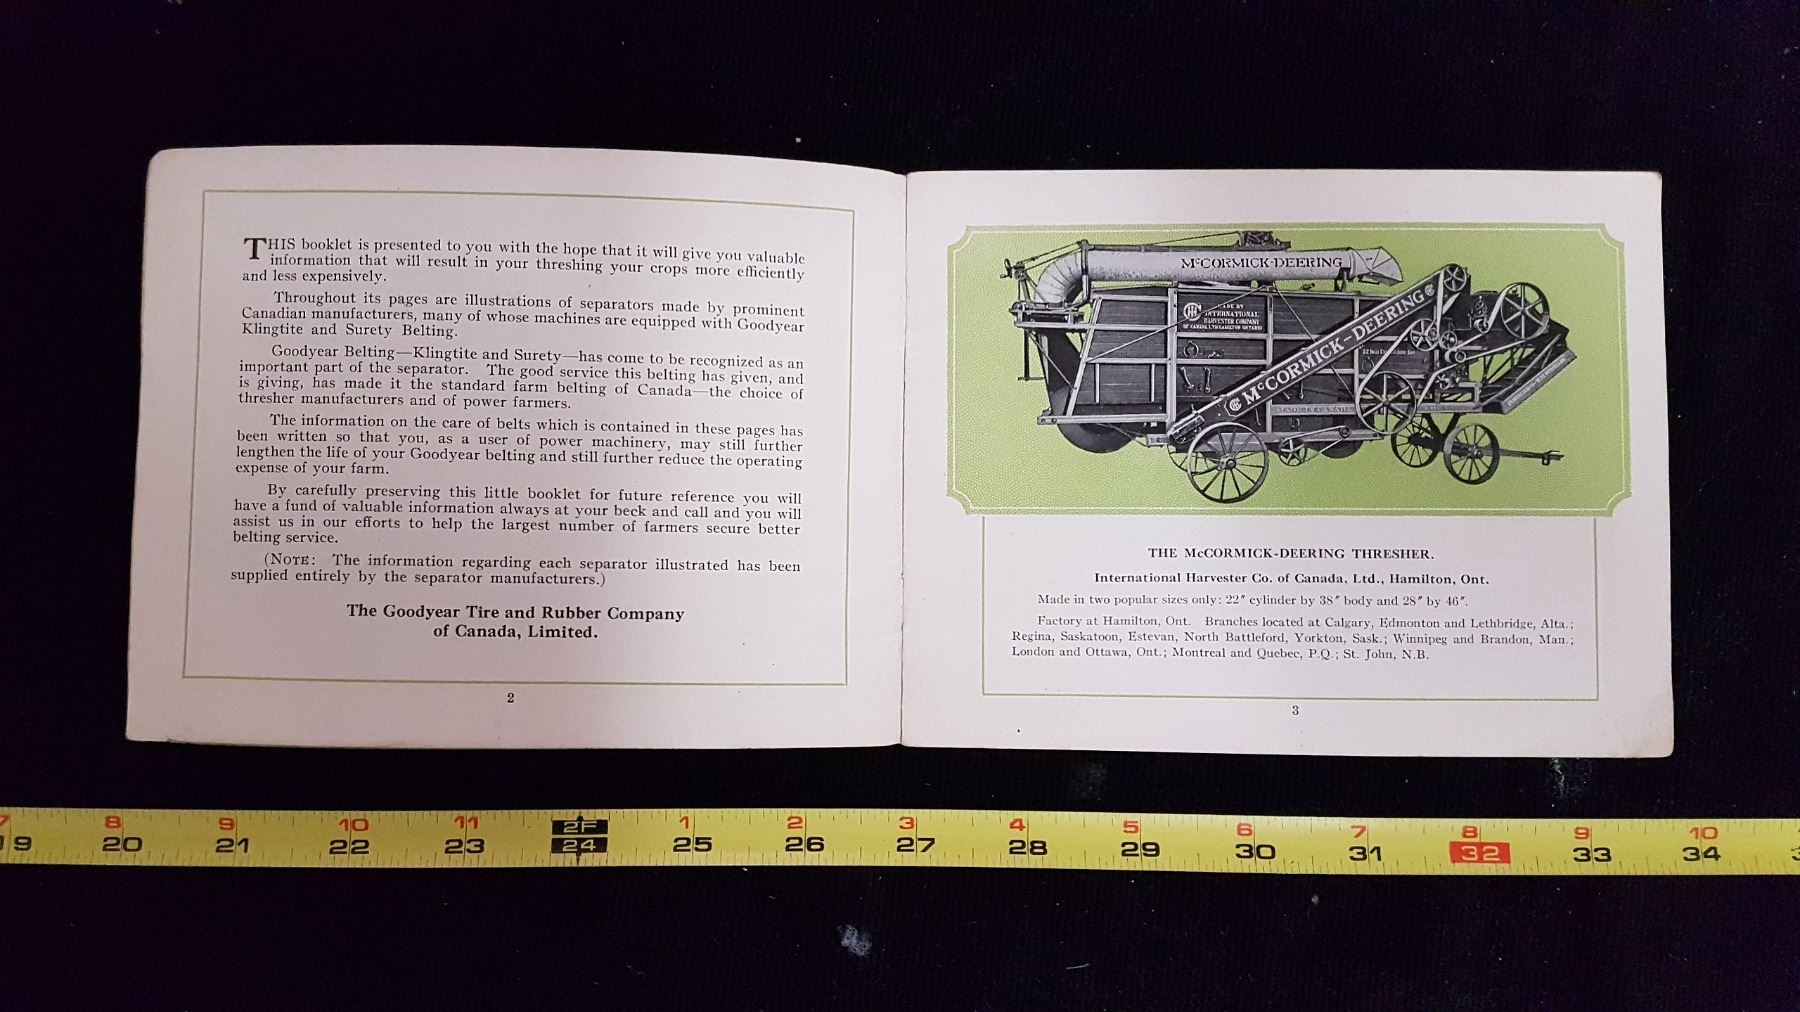 THIS booklet is presented to you with the hope that it will give you valuable
information that will result in your threshing your crops more efficiently
and less expensively.
Throughout its pages are illustrations of separators made by prominent
Canadian manufacturers, many of whose machines are equipped with Goodyear
Klingtite and Surety Belting.
Goodyear Belting—Klingtite and Surety—has come to be recognized as an
important part of the separator. The good service this belting has given, and
is giving, has made it the standard farm belting of Canada—the choice of
thresher manufacturers and of power farmers.
The information on the care of belts which is contained in these pages has
been written so that you, as a user of power machinery, may still further
lengthen the life of your Goodyear belting and still further reduce the operating
expense of your farm.
By carefully preserving this little booklet for future reference you will
have a fund of valuable information always at your beck and call and you will
assist us in our efforts to help the largest number of farmers secure better
belting service.
(NOTE: The information regarding each separator illustrated has been
supplied entirely by the separator manufacturers.)
The Goodyear Tire and Rubber Company
of Canada, Limited.
2
McCORMICK-DEERING
MADE BY
INTERNATIONAL
HARVESTER COMPANY
OF CANADA LTD HAMILTON ONTARIO
McCORMICK-DEERING
MADE IN CANADA
THE McCORMICK-DEERING THRESHER.
International Harvester Co. of Canada, Ltd., Hamilton, Ont.
Made in two popular sizes only: 22″ cylinder by 38″ body and 28″ by 46″.
Factory at Hamilton, Ont. Branches located at Calgary, Edmonton and Lethbridge, Alta.;
Regina, Saskatoon, Estevan, North Battleford, Yorkton, Sask.; Winnipeg and Brandon, Man.;
London and Ottawa, Ont.; Montreal and Quebec, P.Q.; St. John, N.B.
3
7 8 9 10 11 2F 1 2 3 4 5 6 7 8 9 10
19 20 21 22 23 24 25 26 27 28 29 30 31 32 33 34